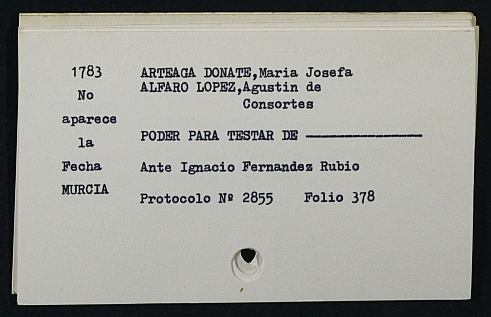 1783
No
aparece
la
Fecha
MURCIA
ARTEAGA DONATE,Maria Josefa
ALFARO LOPEZ,Agustin de
Consortes
PODER PARA TESTAR DE ----------------
Ante Ignacio Fernandez Rubio
Protocolo Nº 2855 Folio 378